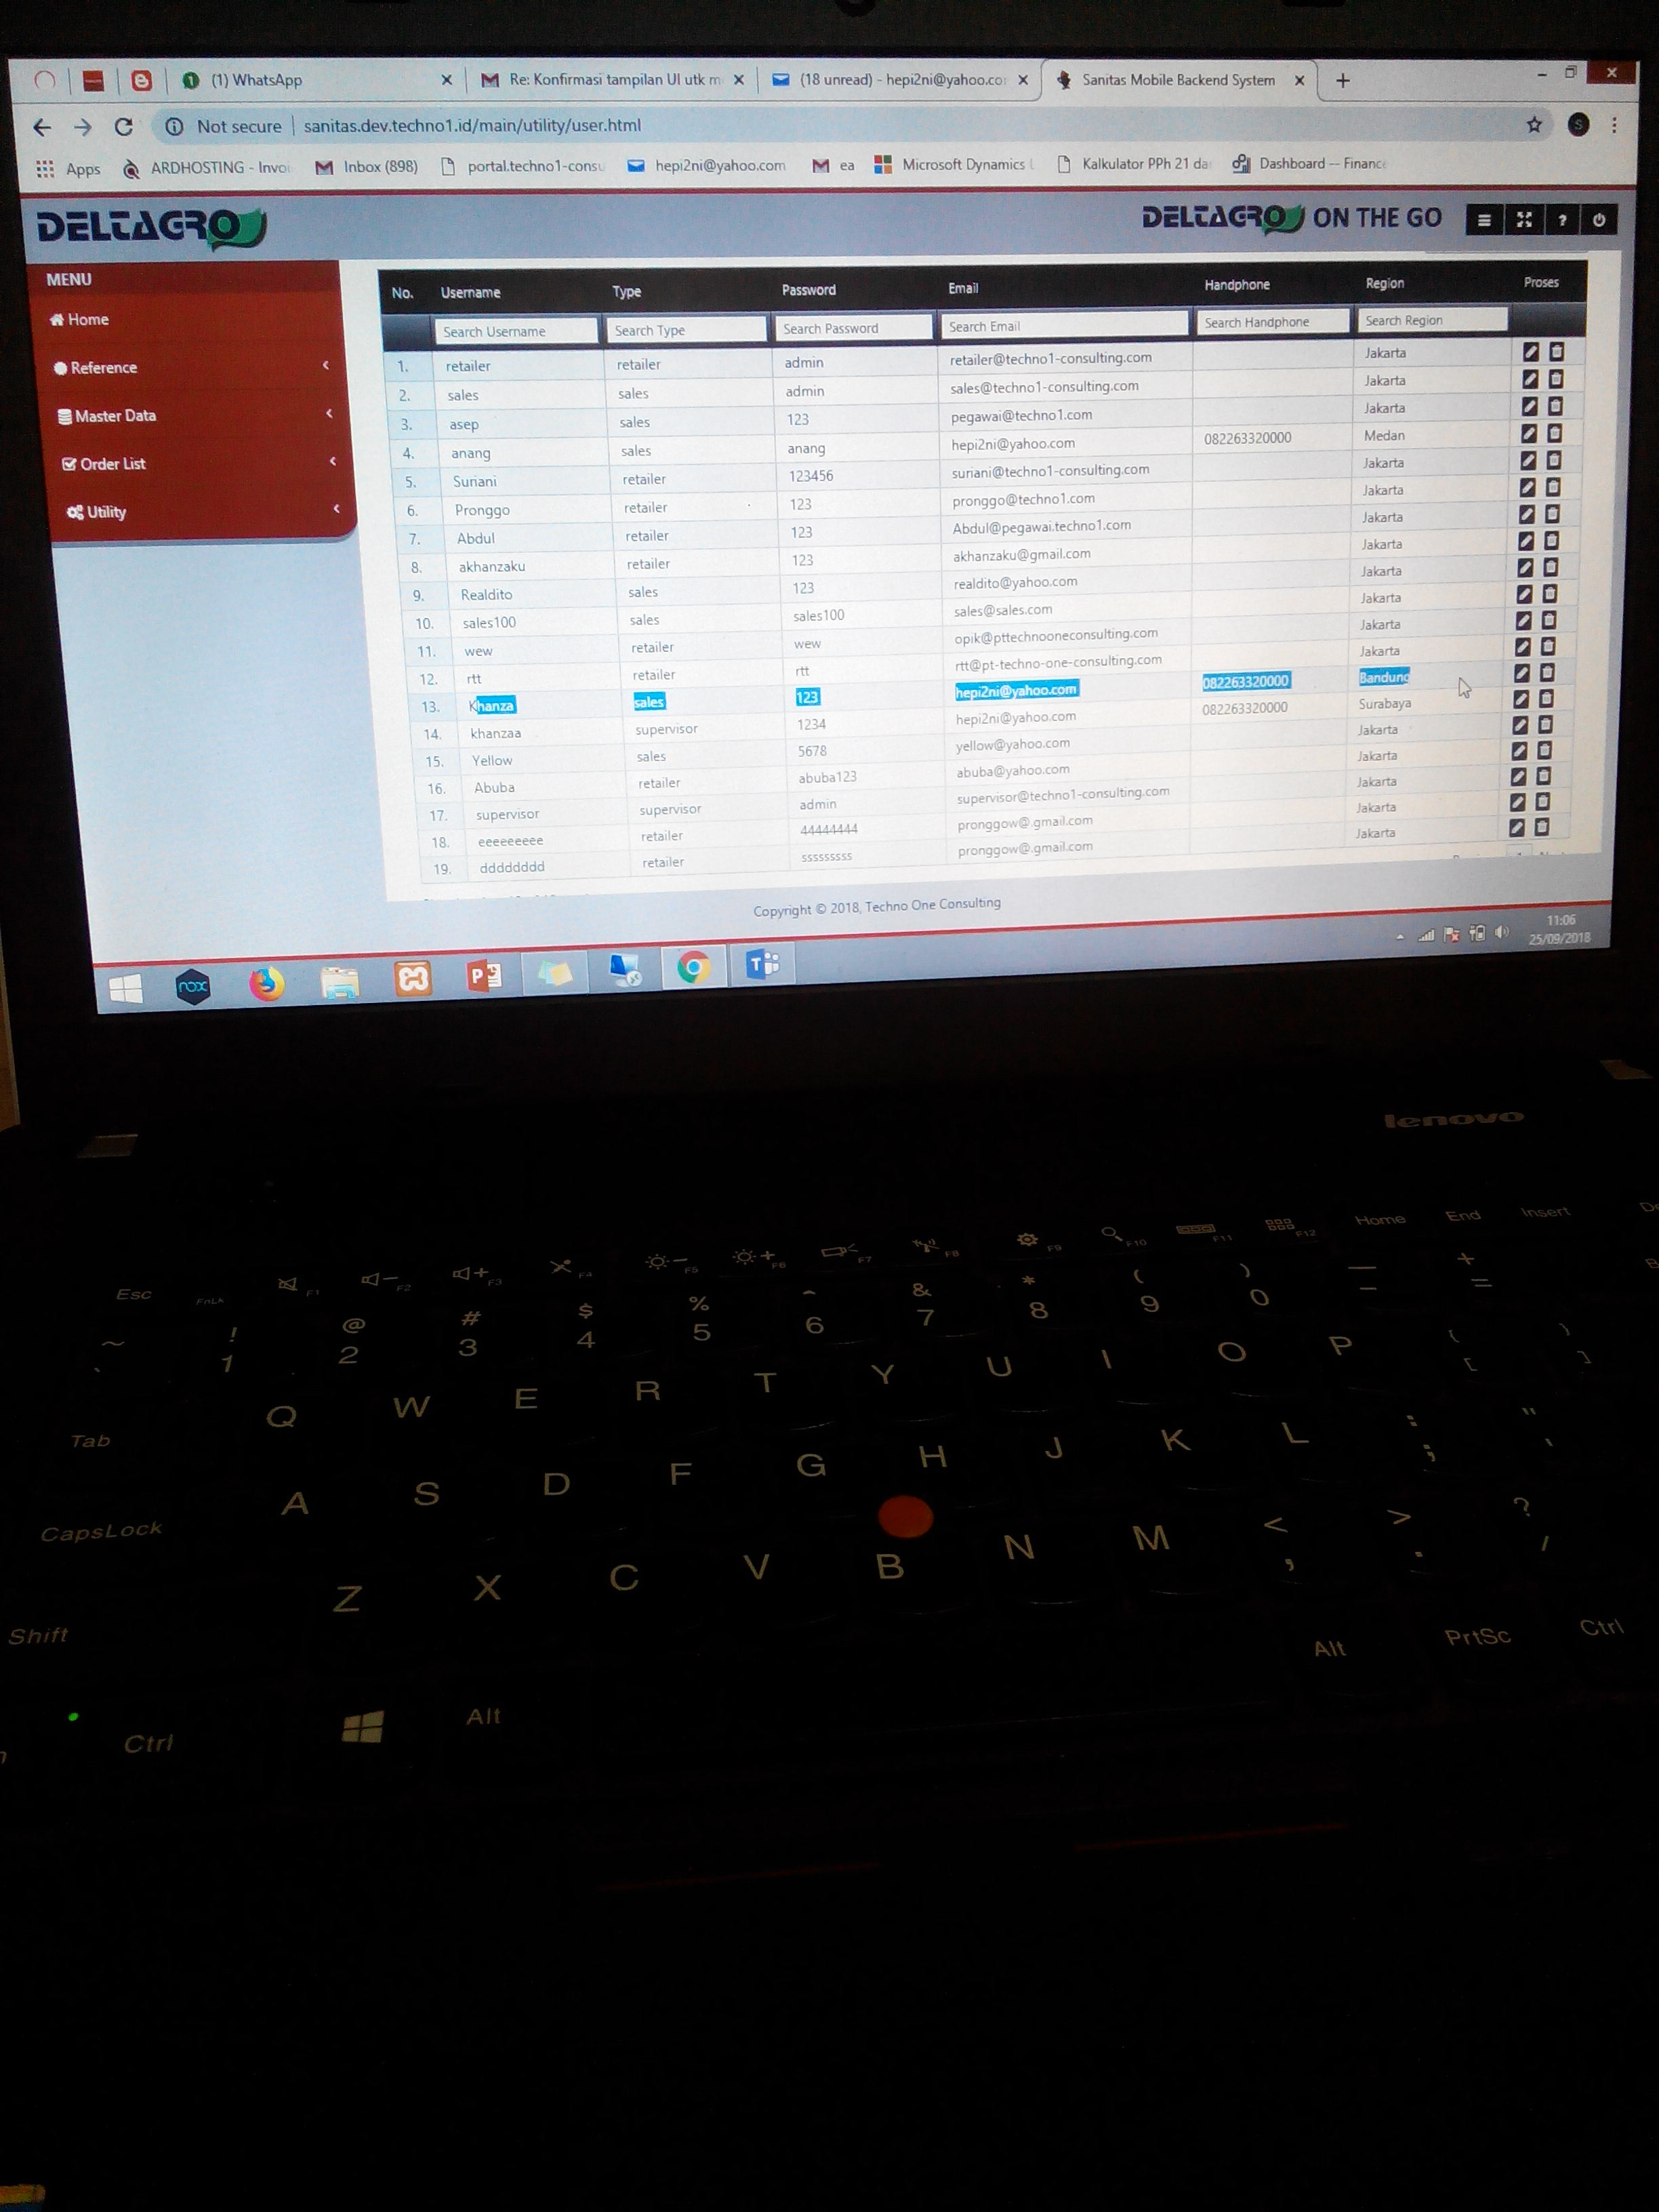 (1) WhatsApp
Re: Konfirmasi tampilan UI utk m
(18 unread) - hepi2ni@yahoo.co
Sanitas Mobile Backend System
Not secure | sanitas.dev.techno1.id/main/utility/user.html
Apps ARDHOSTING - Invoi Inbox (898) portal.techno1-consu hepi2ni@yahoo.com ea Microsoft Dynamics Kalkulator PPh 21 da Dashboard -- Finance
DELTAGRO
DELTAGRO ON THE GO
MENU
Home
Reference
Master Data
Order List
Utility
No. Username Type Password Email Handphone Region Proses
Search Username Search Type Search Password Search Email Search Handphone Search Region
1. retailer retailer admin retailer@techno1-consulting.com Jakarta
2. sales sales admin sales@techno1-consulting.com Jakarta
3. asep sales 123 pegawai@techno1.com Jakarta
4. anang sales anang hepi2ni@yahoo.com 082263320000 Medan
5. Suriani retailer 123456 suriani@techno1-consulting.com Jakarta
6. Pronggo retailer 123 pronggo@techno1.com Jakarta
7. Abdul retailer 123 Abdul@pegawai.techno1.com Jakarta
8. akhanzaku retailer 123 akhanzaku@gmail.com Jakarta
9. Realdito sales 123 realdito@yahoo.com Jakarta
10. sales100 sales sales100 sales@sales.com Jakarta
11. wew retailer wew opik@pttechnooneconsulting.com Jakarta
12. rtt retailer rtt rtt@pt-techno-one-consulting.com Jakarta
13. Khanza sales 123 hepi2ni@yahoo.com 082263320000 Bandung
14. khanzaa supervisor 1234 hepi2ni@yahoo.com 082263320000 Surabaya
15. Yellow sales 5678 yellow@yahoo.com Jakarta
16. Abuba retailer abuba123 abuba@yahoo.com Jakarta
17. supervisor supervisor admin supervisor@techno1-consulting.com Jakarta
18. eeeeeeeee retailer 44444444 pronggow@.gmail.com Jakarta
19. dddddddd retailer sssssssss pronggow@.gmail.com Jakarta
Copyright © 2018, Techno One Consulting
11:06
25/09/2018
nox
lenovo
Esc FnLk F1 F2 F3 F4 F5 F6 F7 F8 F9 F10 F11 F12 Home End Insert
~ ! @ # $ % ^ & * ( ) _ +
` 1 2 3 4 5 6 7 8 9 0 - =
Tab Q W E R T Y U I O P { [ } ]
CapsLock A S D F G H J K L : ; " '
Shift Z X C V B N M < , > . ? /
Ctrl Alt Alt PrtSc Ctrl